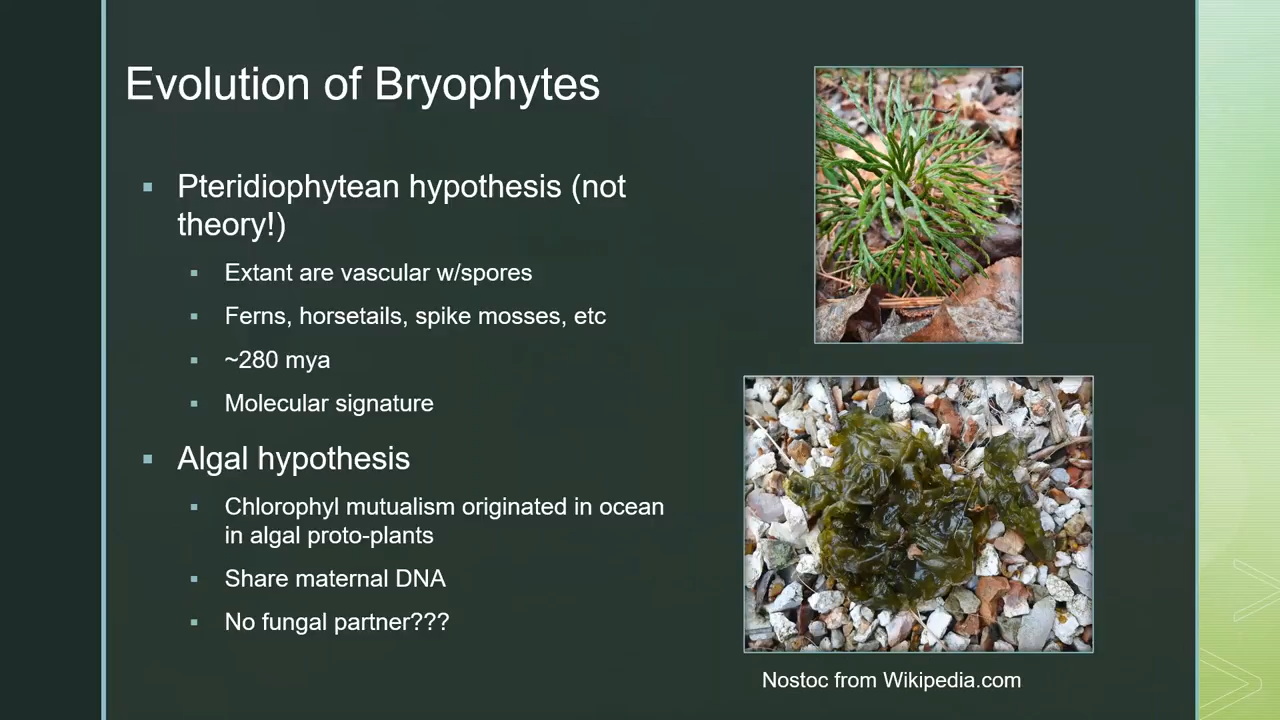 Evolution of Bryophytes
Pteridiophytean hypothesis (not
theory!)
Extant are vascular w/spores
Ferns, horsetails, spike mosses, etc
~280 mya
Molecular signature
Algal hypothesis
Chlorophyl mutualism originated in ocean
in algal proto-plants
Share maternal DNA
No fungal partner???
Nostoc from Wikipedia.com